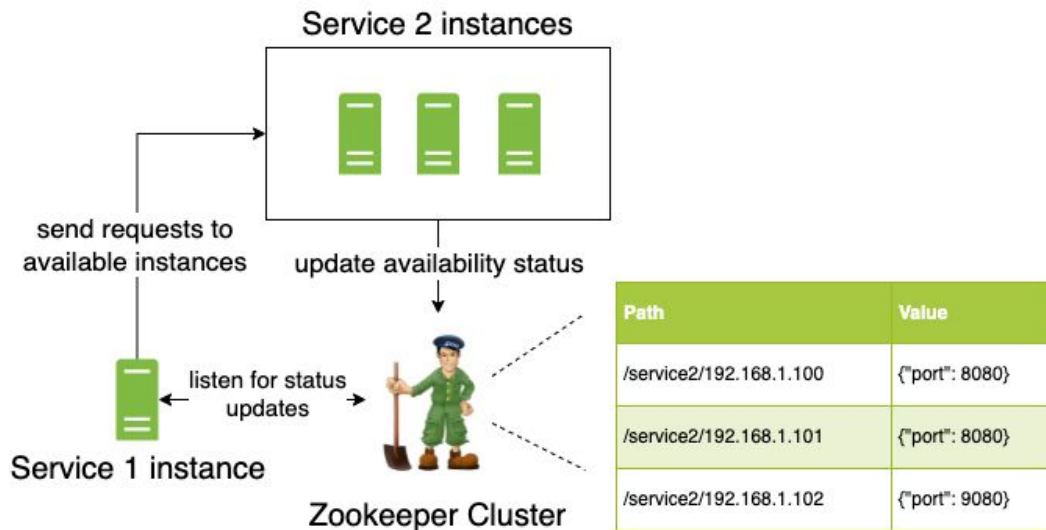 Service 2 instances
send requests to
available instances
update availability status
listen for status
updates
Service 1 instance
Zookeeper Cluster
Path Value
/service2/192.168.1.100 {"port": 8080}
/service2/192.168.1.101 {"port": 8080}
/service2/192.168.1.102 {"port": 9080}